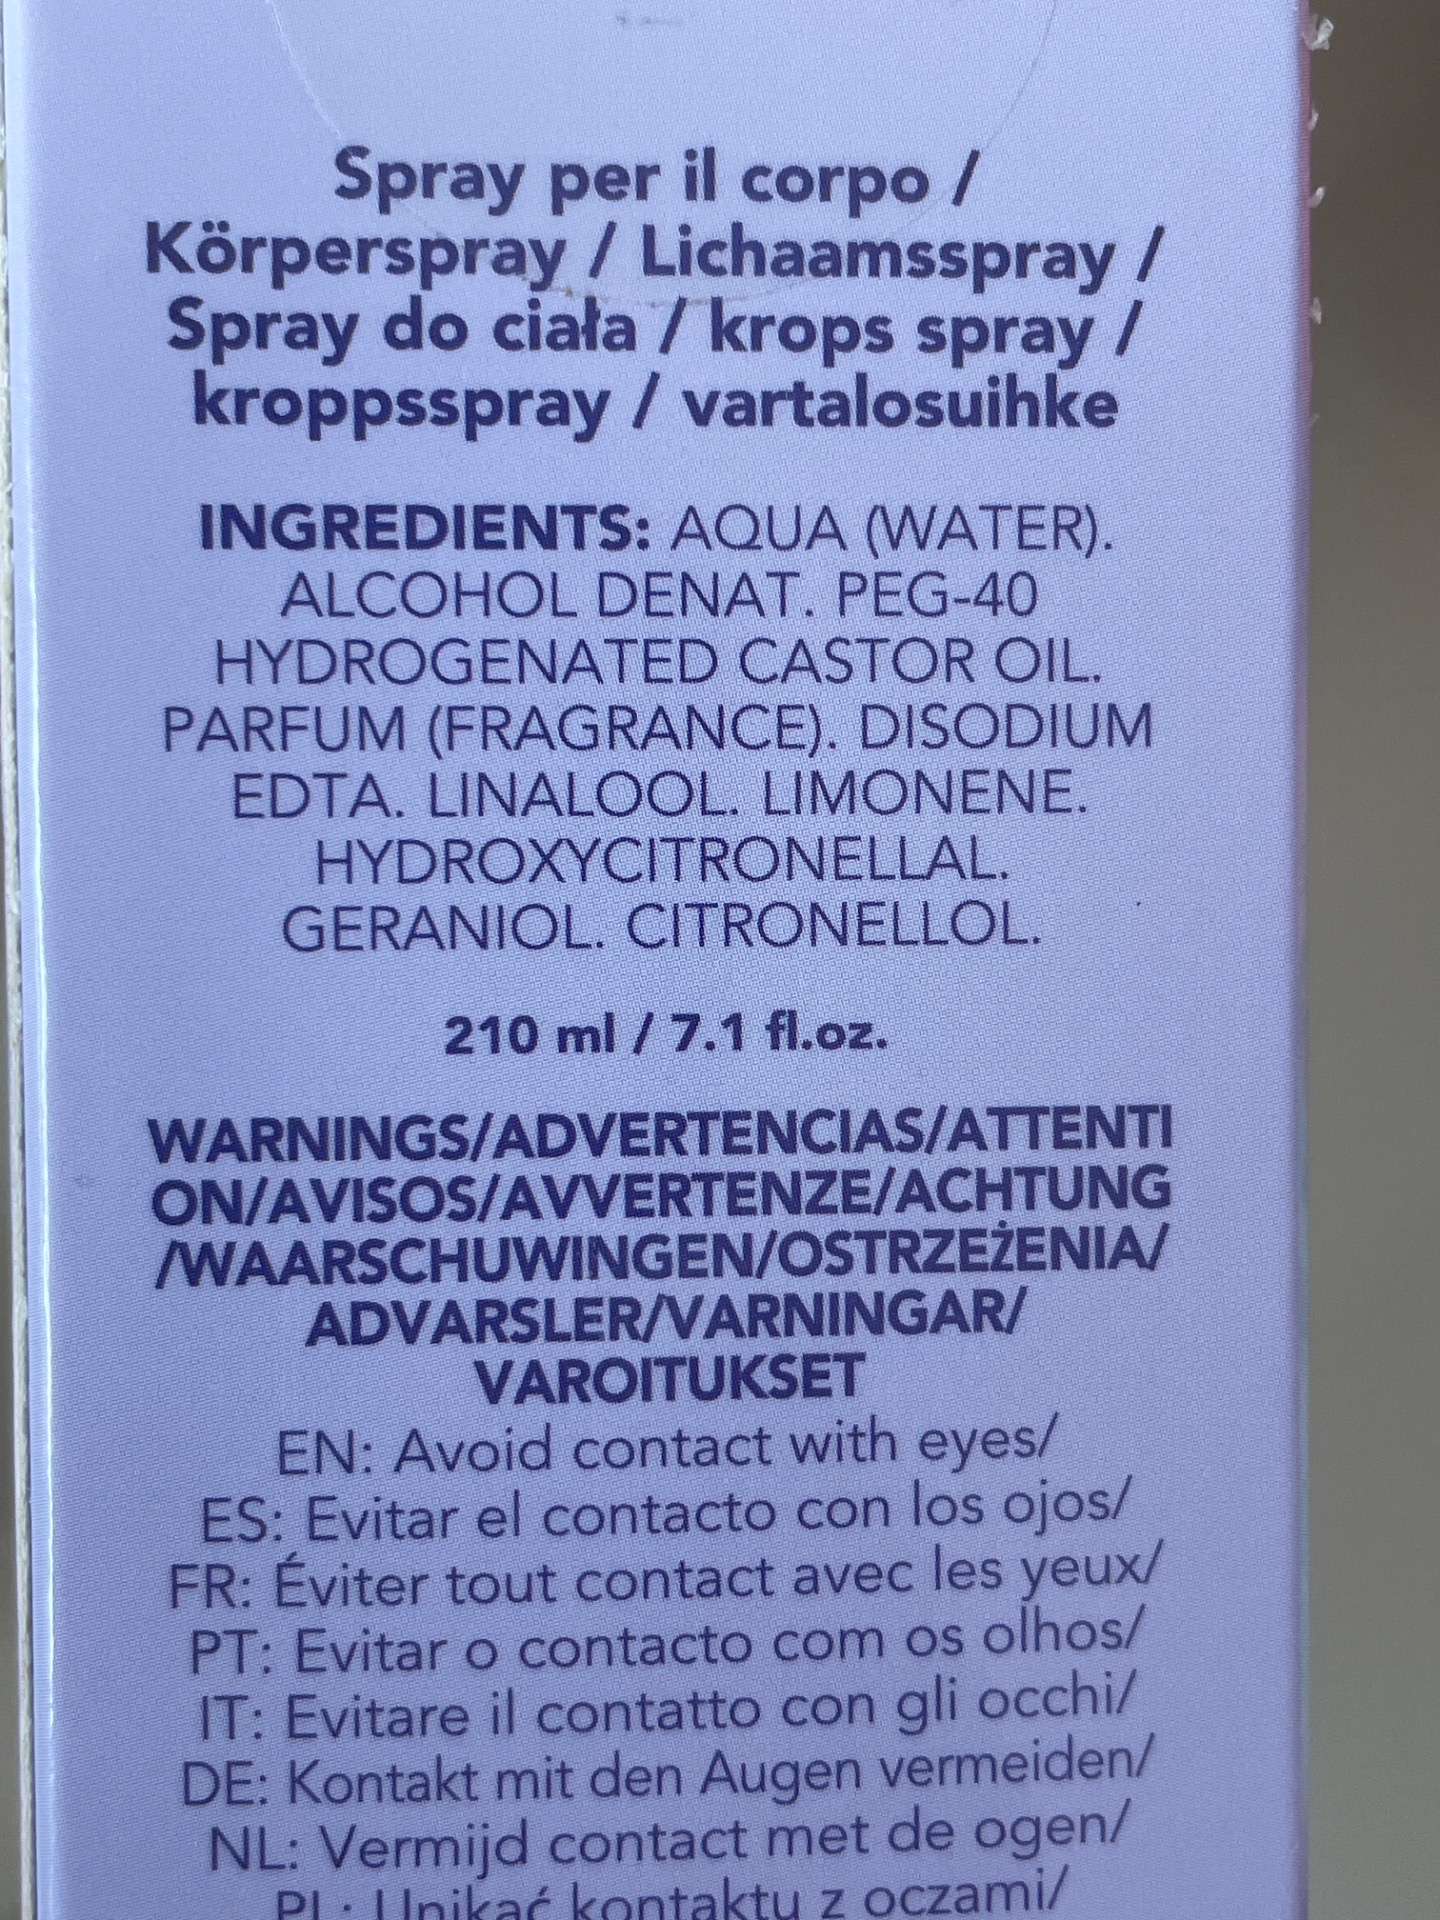 Spray per il corpo /
Körperspray / Lichaamsspray /
Spray do ciała / krops spray /
kroppsspray / vartalosuihke
INGREDIENTS: AQUA (WATER).
ALCOHOL DENAT. PEG-40
HYDROGENATED CASTOR OIL.
PARFUM (FRAGRANCE). DISODIUM
EDTA. LINALOOL. LIMONENE.
HYDROXYCITRONELLAL.
GERANIOL. CITRONELLOL.
210 ml / 7.1 fl.oz.
WARNINGS/ADVERTENCIAS/ATTENTI
ON/AVISOS/AVVERTENZE/ACHTUNG
/WAARSCHUWINGEN/OSTRZEŻENIA/
ADVARSLER/VARNINGAR/
VAROITUKSET
EN: Avoid contact with eyes/
ES: Evitar el contacto con los ojos/
FR: Éviter tout contact avec les yeux/
PT: Evitar o contacto com os olhos/
IT: Evitare il contatto con gli occhi/
DE: Kontakt mit den Augen vermeiden/
NL: Vermijd contact met de ogen/
PL: Unikać kontaktu z oczami/